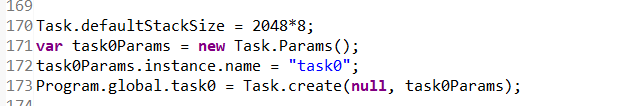 169
170 Task.defaultStackSize = 2048*8;
171 var task0Params = new Task.Params();
172 task0Params.instance.name = "task0";
173 Program.global.task0 = Task.create(null, task0Params);
174